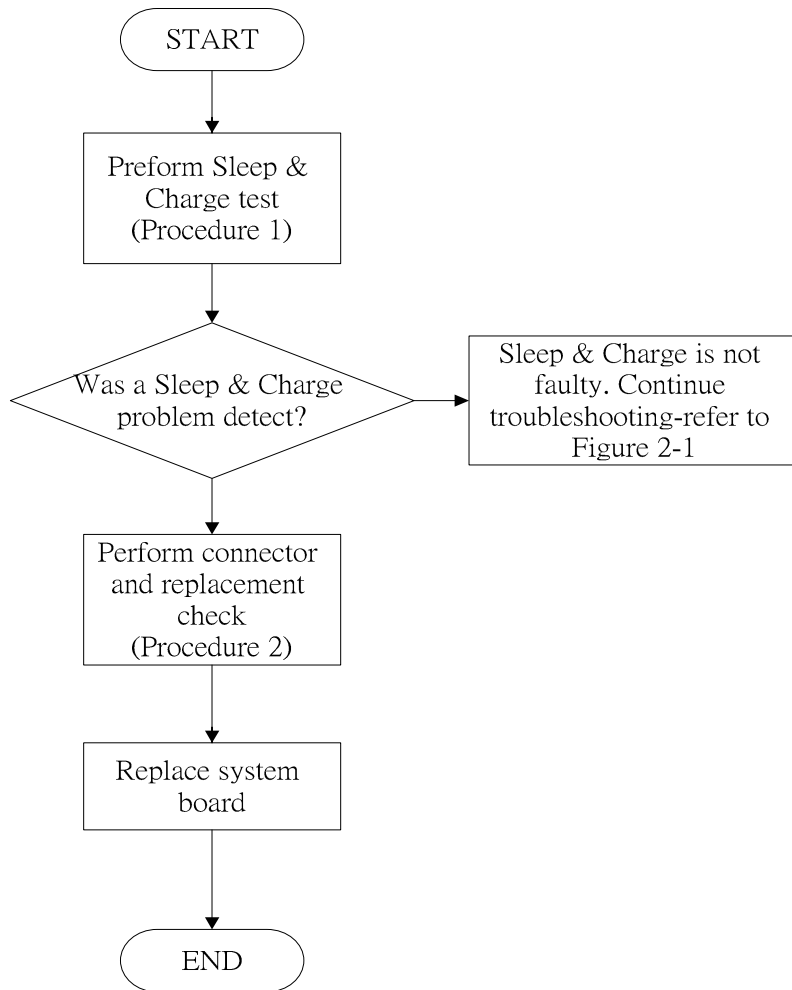 START
Preform Sleep &
Charge test
(Procedure 1)
Was a Sleep & Charge
problem detect?
Sleep & Charge is not
faulty. Continue
troubleshooting-refer to
Figure 2-1
Perform connector
and replacement
check
(Procedure 2)
Replace system
board
END